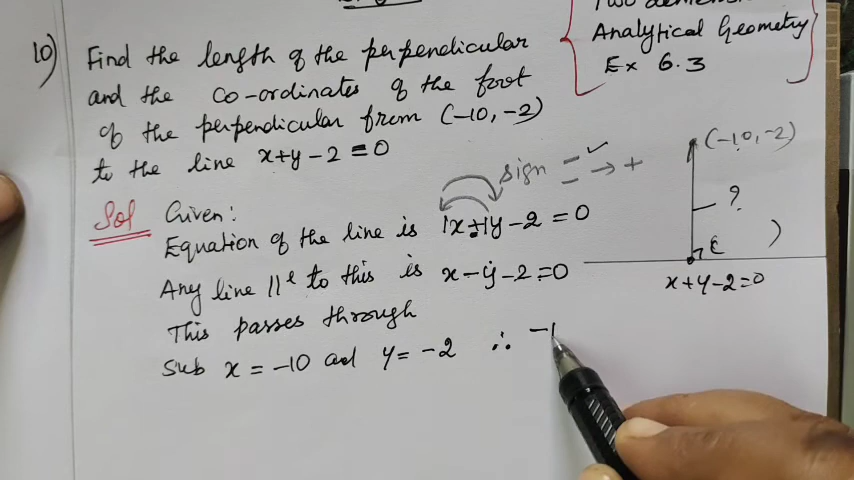 Analytical Geometry
Ex 6.3
10) Find the length of the perpendicular
and the co-ordinates of the foot
of the perpendicular from (-10, -2)
to the line x+y-2=0
sign = ✓
- → +
(-10, -2)
?
x+y-2=0
Sol Given:
Equation of the line is 1x+1y-2=0
Any line ||ˡ to this is x-y-2=0
This passes through
Sub x = -10 and y = -2 ∴ -1